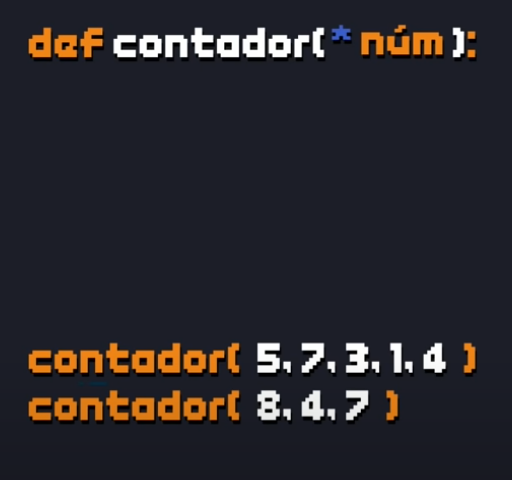 def contador(* núm ):
contador( 5, 7, 3, 1, 4 )
contador( 8, 4, 7 )